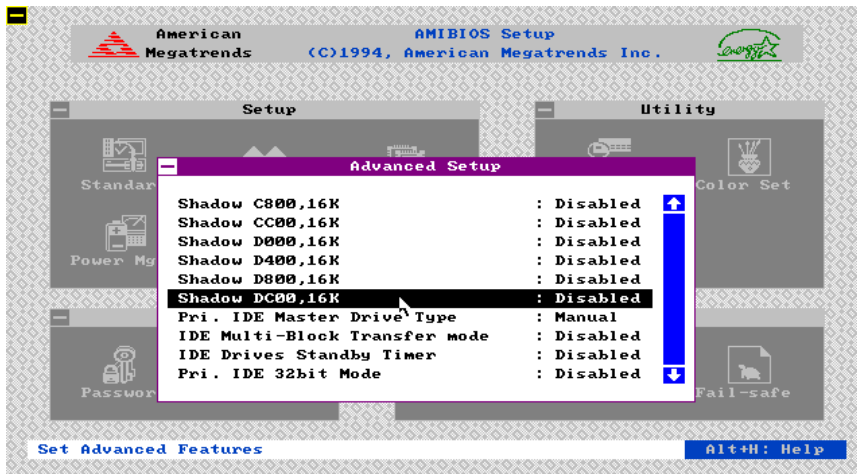 American Megatrends
AMIBIOS Setup
(C)1994, American Megatrends Inc.
energy
Setup
Utility
Advanced Setup
Standar
Color Set
Shadow C800,16K : Disabled
Shadow CC00,16K : Disabled
Shadow D000,16K : Disabled
Shadow D400,16K : Disabled
Shadow D800,16K : Disabled
Power Mg
Shadow DC00,16K : Disabled
Pri. IDE Master Drive Type : Manual
IDE Multi-Block Transfer mode : Disabled
IDE Drives Standby Timer : Disabled
Pri. IDE 32bit Mode : Disabled
Passwor
Fail-safe
Set Advanced Features
Alt+H: Help